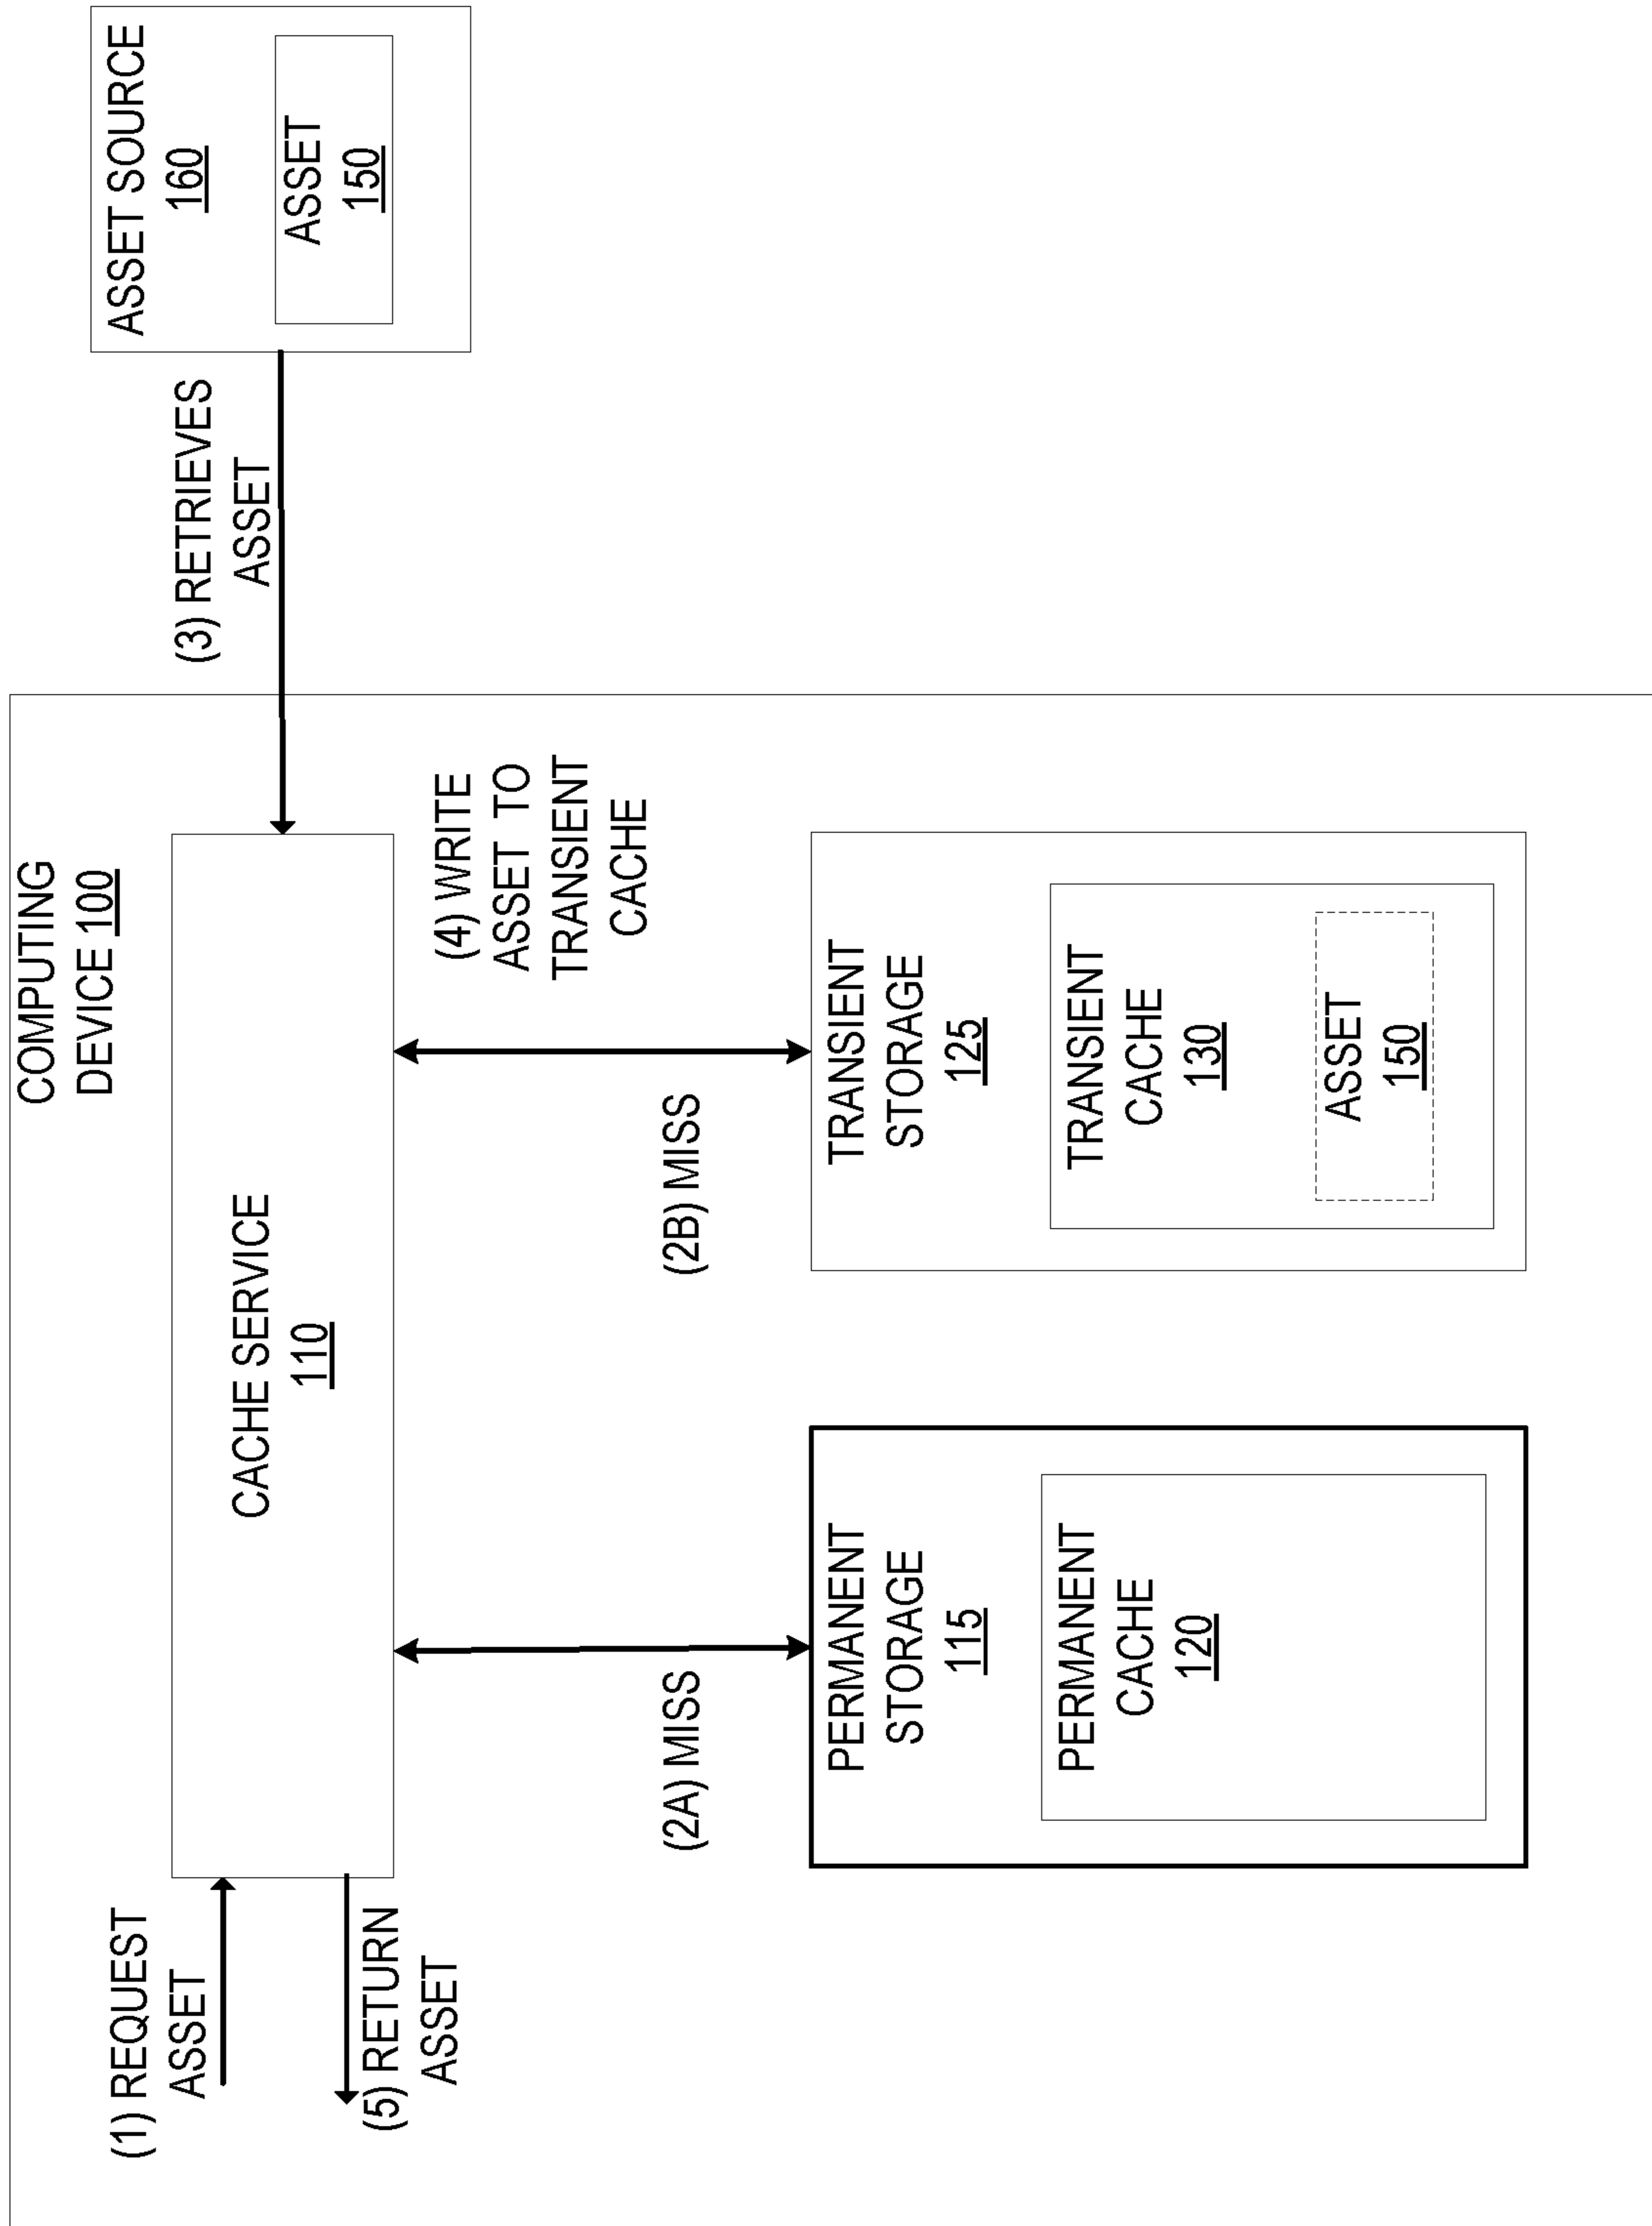 COMPUTING
DEVICE 100
(1) REQUEST
ASSET
(5) RETURN
ASSET
CACHE SERVICE
110
(3) RETRIEVES
ASSET
ASSET SOURCE
160
ASSET
150
(2A) MISS
(2B) MISS
(4) WRITE
ASSET TO
TRANSIENT
CACHE
PERMANENT
STORAGE
115
PERMANENT
CACHE
120
TRANSIENT
STORAGE
125
TRANSIENT
CACHE
130
ASSET
150